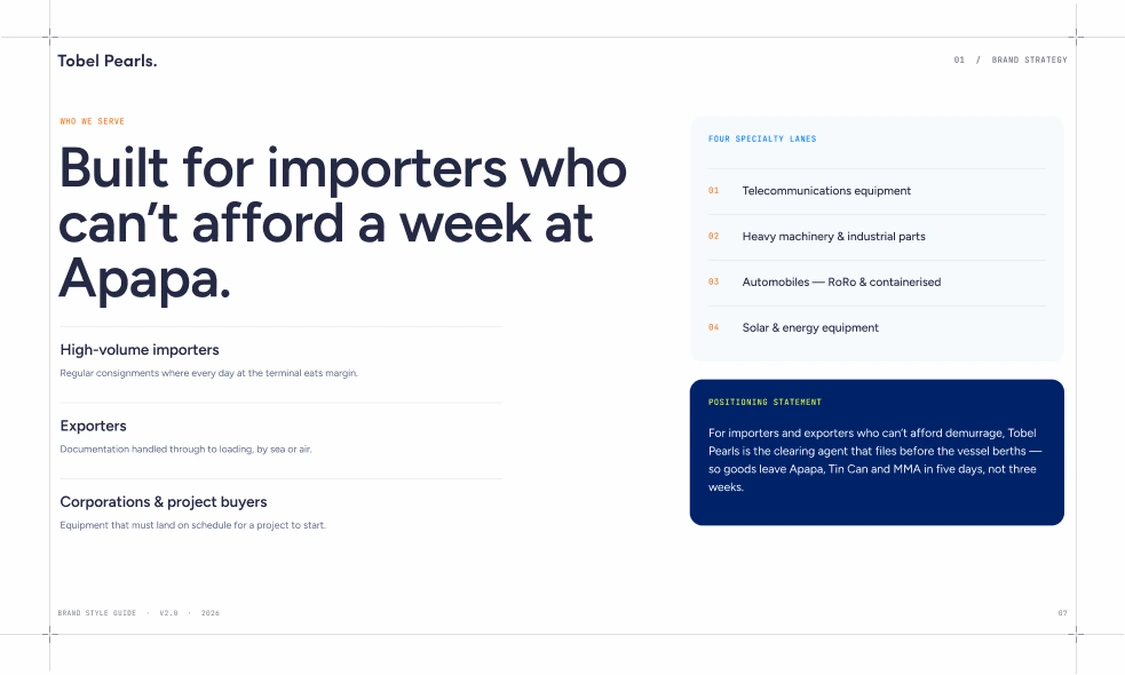 Tobel Pearls.
01 / BRAND STRATEGY
WHO WE SERVE
Built for importers who
can’t afford a week at
Apapa.
High-volume importers
Regular consignments where every day at the terminal eats margin.
Exporters
Documentation handled through to loading, by sea or air.
Corporations & project buyers
Equipment that must land on schedule for a project to start.
FOUR SPECIALTY LANES
01 Telecommunications equipment
02 Heavy machinery & industrial parts
03 Automobiles — RoRo & containerised
04 Solar & energy equipment
POSITIONING STATEMENT
For importers and exporters who can’t afford demurrage, Tobel
Pearls is the clearing agent that files before the vessel berths —
so goods leave Apapa, Tin Can and MMA in five days, not three
weeks.
BRAND STYLE GUIDE · V2.0 · 2026
07